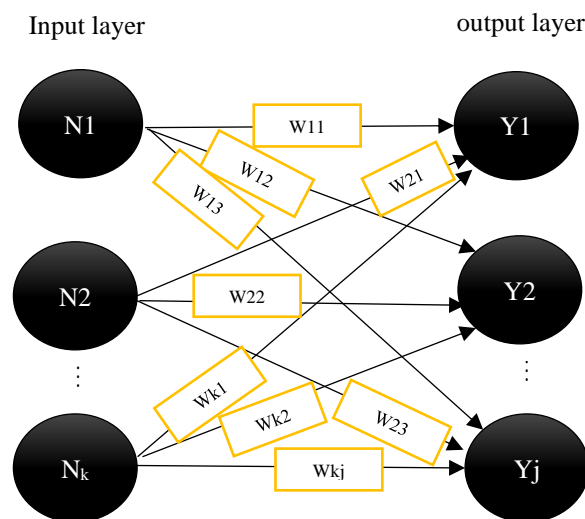 Input layer
output layer
N1
W11
Y1
W12
W13
W21
N2
W22
Y2
⋮
⋮
Wk1
Wk2
W23
Nₖ
Wkj
Yj